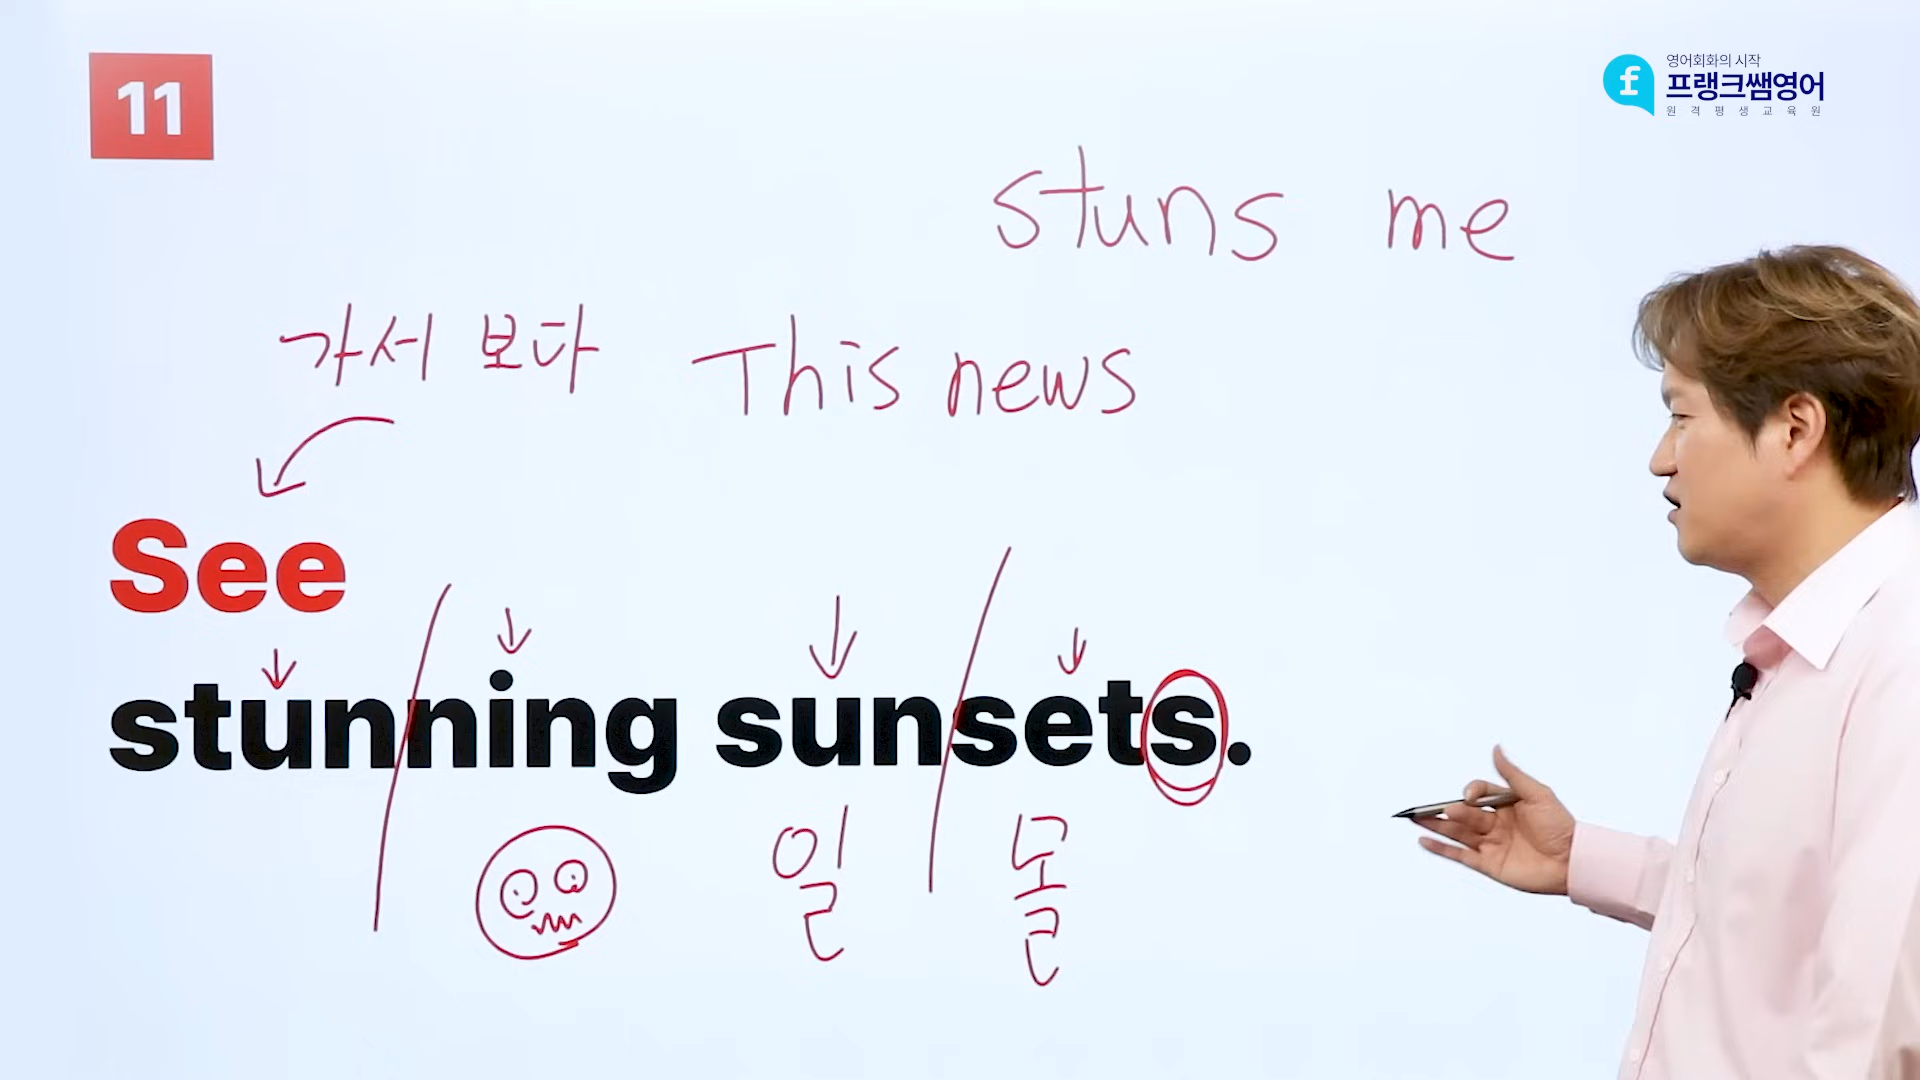 11
영어회화의 시작
프랭크쌤영어
원격평생교육원
stuns me
가서 보다
This news
See
stunning sunsets.
일몰